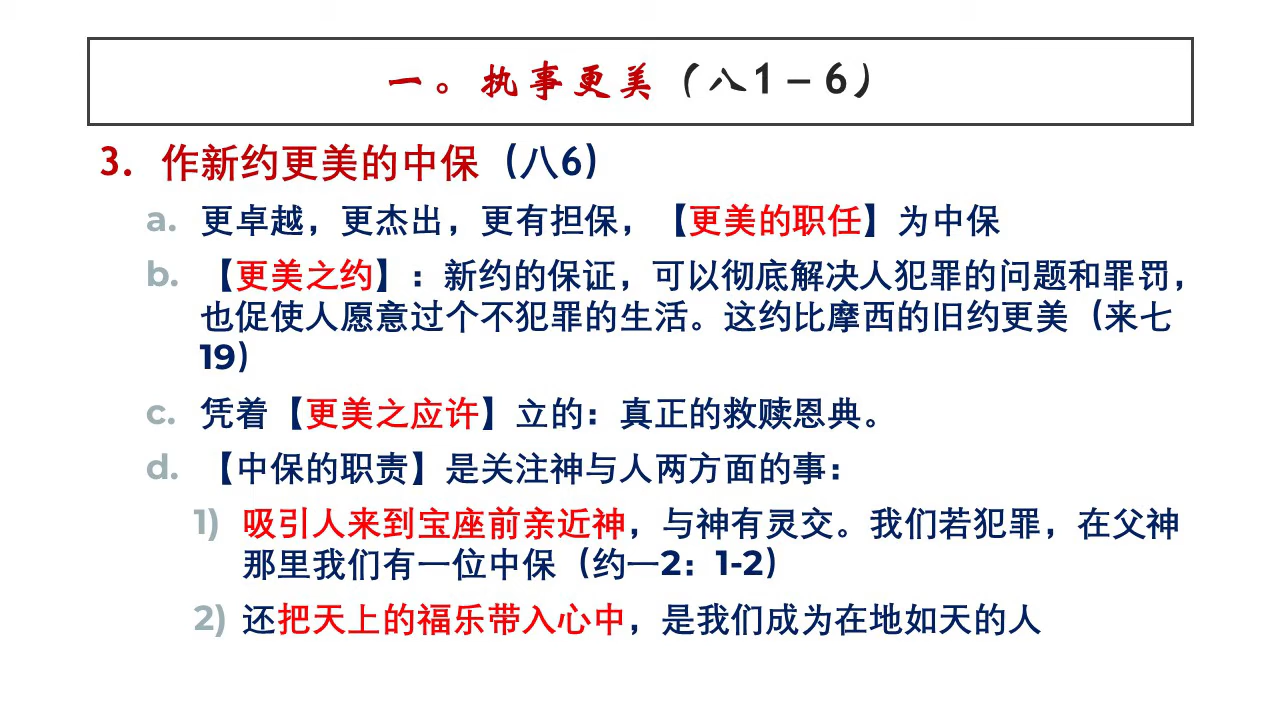 一。执事更美（八1－6）
3. 作新约更美的中保（八6）
a. 更卓越，更杰出，更有担保，【更美的职任】为中保
b. 【更美之约】：新约的保证，可以彻底解决人犯罪的问题和罪罚，
也促使人愿意过个不犯罪的生活。这约比摩西的旧约更美（来七
19）
c. 凭着【更美之应许】立的：真正的救赎恩典。
d. 【中保的职责】是关注神与人两方面的事：
1) 吸引人来到宝座前亲近神，与神有灵交。我们若犯罪，在父神
那里我们有一位中保（约一2：1-2）
2) 还把天上的福乐带入心中，是我们成为在地如天的人